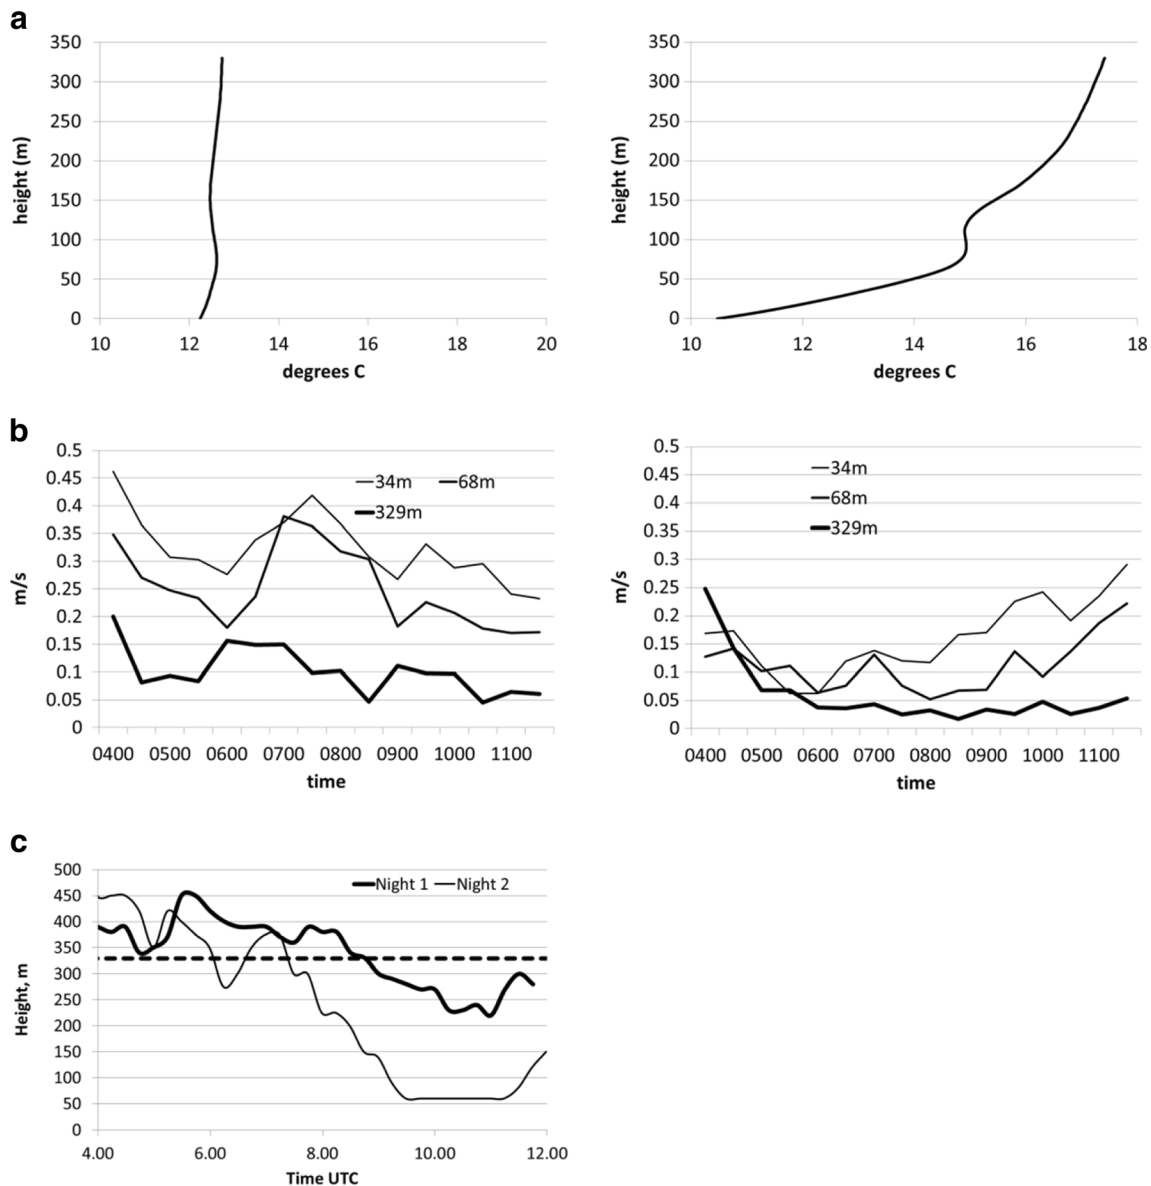 a
350
300
250
200
150
100
50
0
height (m)
10 12 14 16 18 20
degrees C
350
300
250
200
150
100
50
0
height (m)
10 12 14 16 18
degrees C
b
0.5
0.45
0.4
0.35
0.3
0.25
0.2
0.15
0.1
0.05
0
m/s
34m 68m
329m
0400 0500 0600 0700 0800 0900 1000 1100
time
0.5
0.45
0.4
0.35
0.3
0.25
0.2
0.15
0.1
0.05
0
m/s
34m
68m
329m
0400 0500 0600 0700 0800 0900 1000 1100
time
c
500
450
400
350
300
250
200
150
100
50
0
Height, m
Night 1 Night 2
4.00 6.00 8.00 10.00 12.00
Time UTC